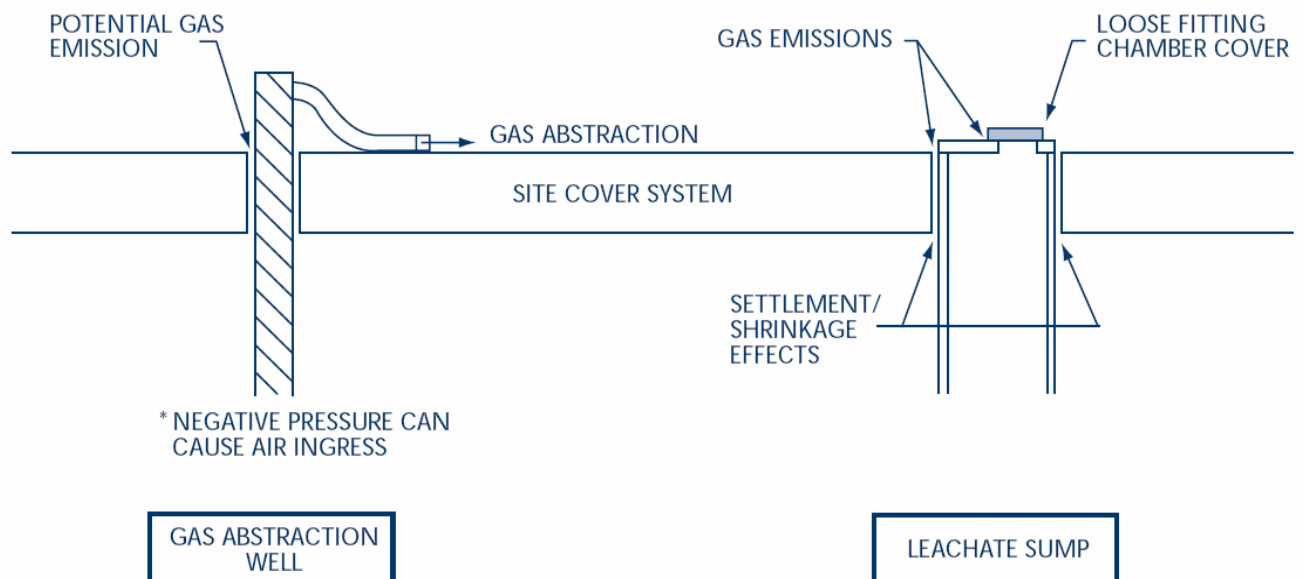 POTENTIAL GAS
EMISSION
GAS EMISSIONS
LOOSE FITTING
CHAMBER COVER
GAS ABSTRACTION
SITE COVER SYSTEM
SETTLEMENT/
SHRINKAGE
EFFECTS
* NEGATIVE PRESSURE CAN
CAUSE AIR INGRESS
GAS ABSTRACTION
WELL
LEACHATE SUMP